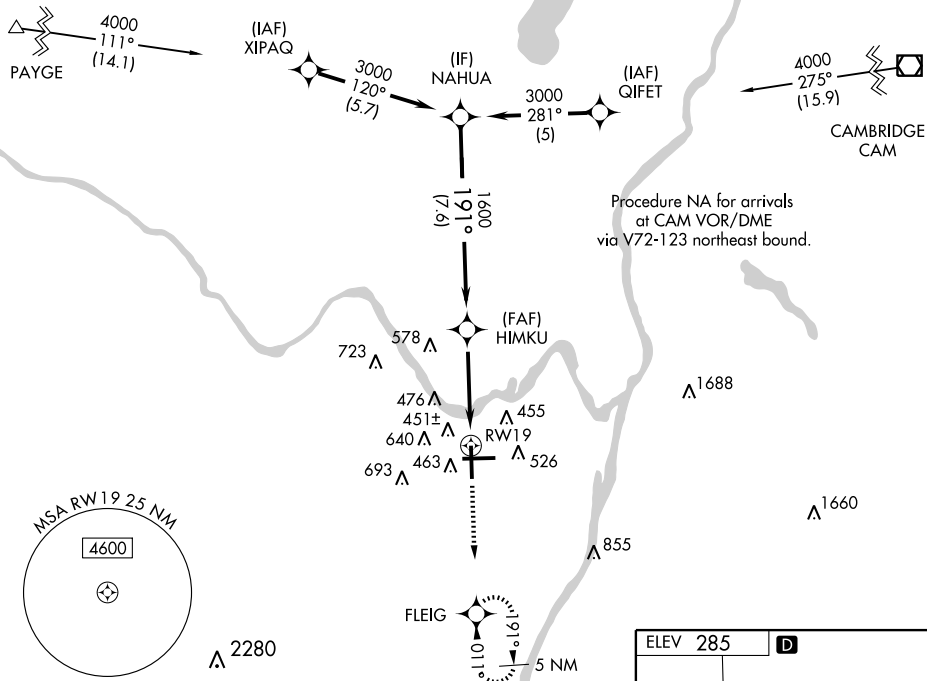 4000
111°
(14.1)
PAYGE
(IAF)
XIPAQ
3000
120°
(5.7)
(IF)
NAHUA
3000
281°
(5)
(IAF)
QIFET
4000
275°
(15.9)
CAMBRIDGE
CAM
Procedure NA for arrivals
at CAM VOR/DME
via V72-123 northeast bound.
1600
191°
(7.6)
(FAF)
HIMKU
578
723
476
451±
640
693
463
455
RW19
526
1688
1660
855
MSA RW19 25 NM
4600
2280
FLEIG
191°
011°
5 NM
ELEV 285 D